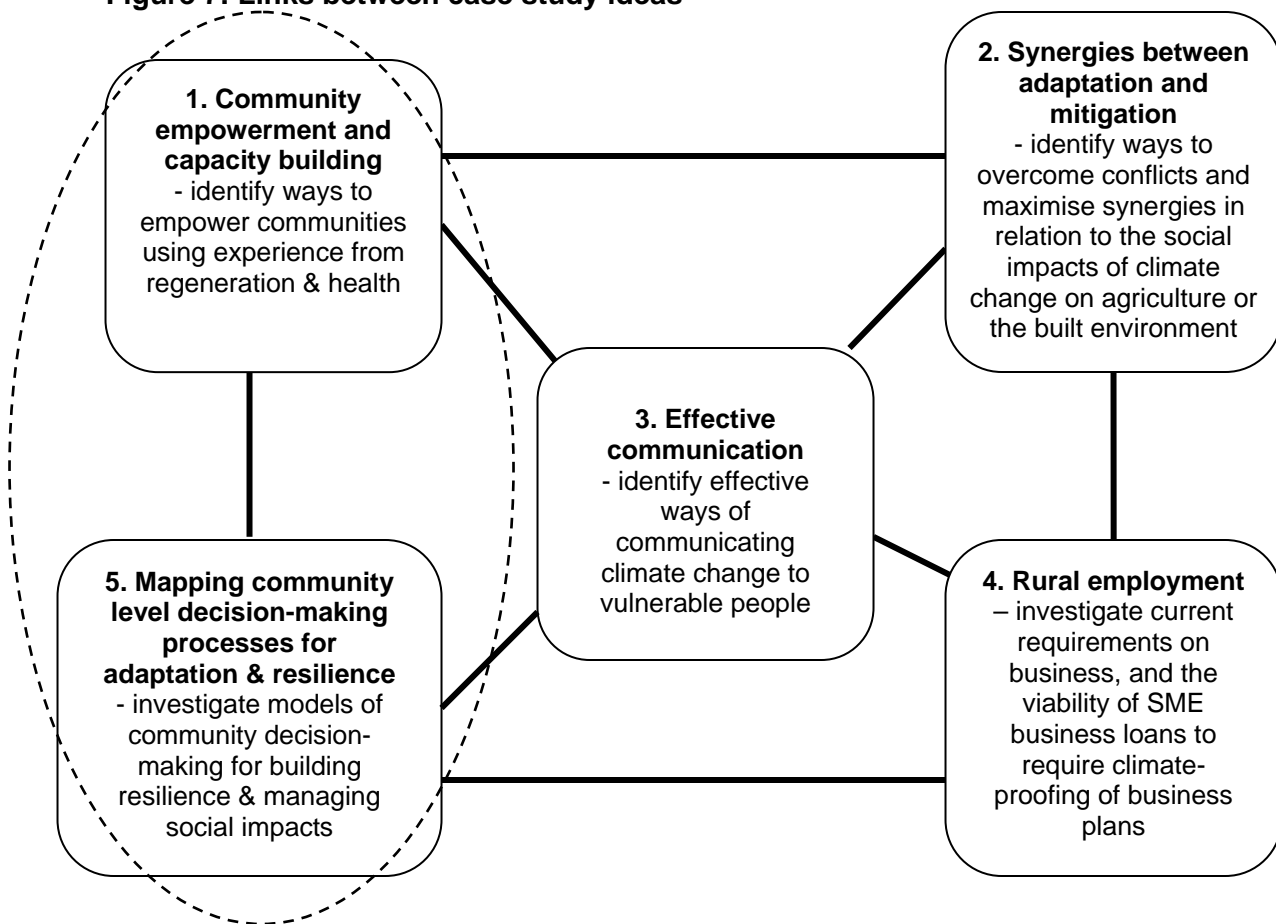 Figure 7: Links between case study ideas
1. Community
empowerment and
capacity building
- identify ways to
empower communities
using experience from
regeneration & health
2. Synergies between
adaptation and
mitigation
- identify ways to
overcome conflicts and
maximise synergies in
relation to the social
impacts of climate
change on agriculture or
the built environment
3. Effective
communication
- identify effective
ways of
communicating
climate change to
vulnerable people
5. Mapping community
level decision-making
processes for
adaptation & resilience
- investigate models of
community decision-
making for building
resilience & managing
social impacts
4. Rural employment
– investigate current
requirements on
business, and the
viability of SME
business loans to
require climate-
proofing of business
plans